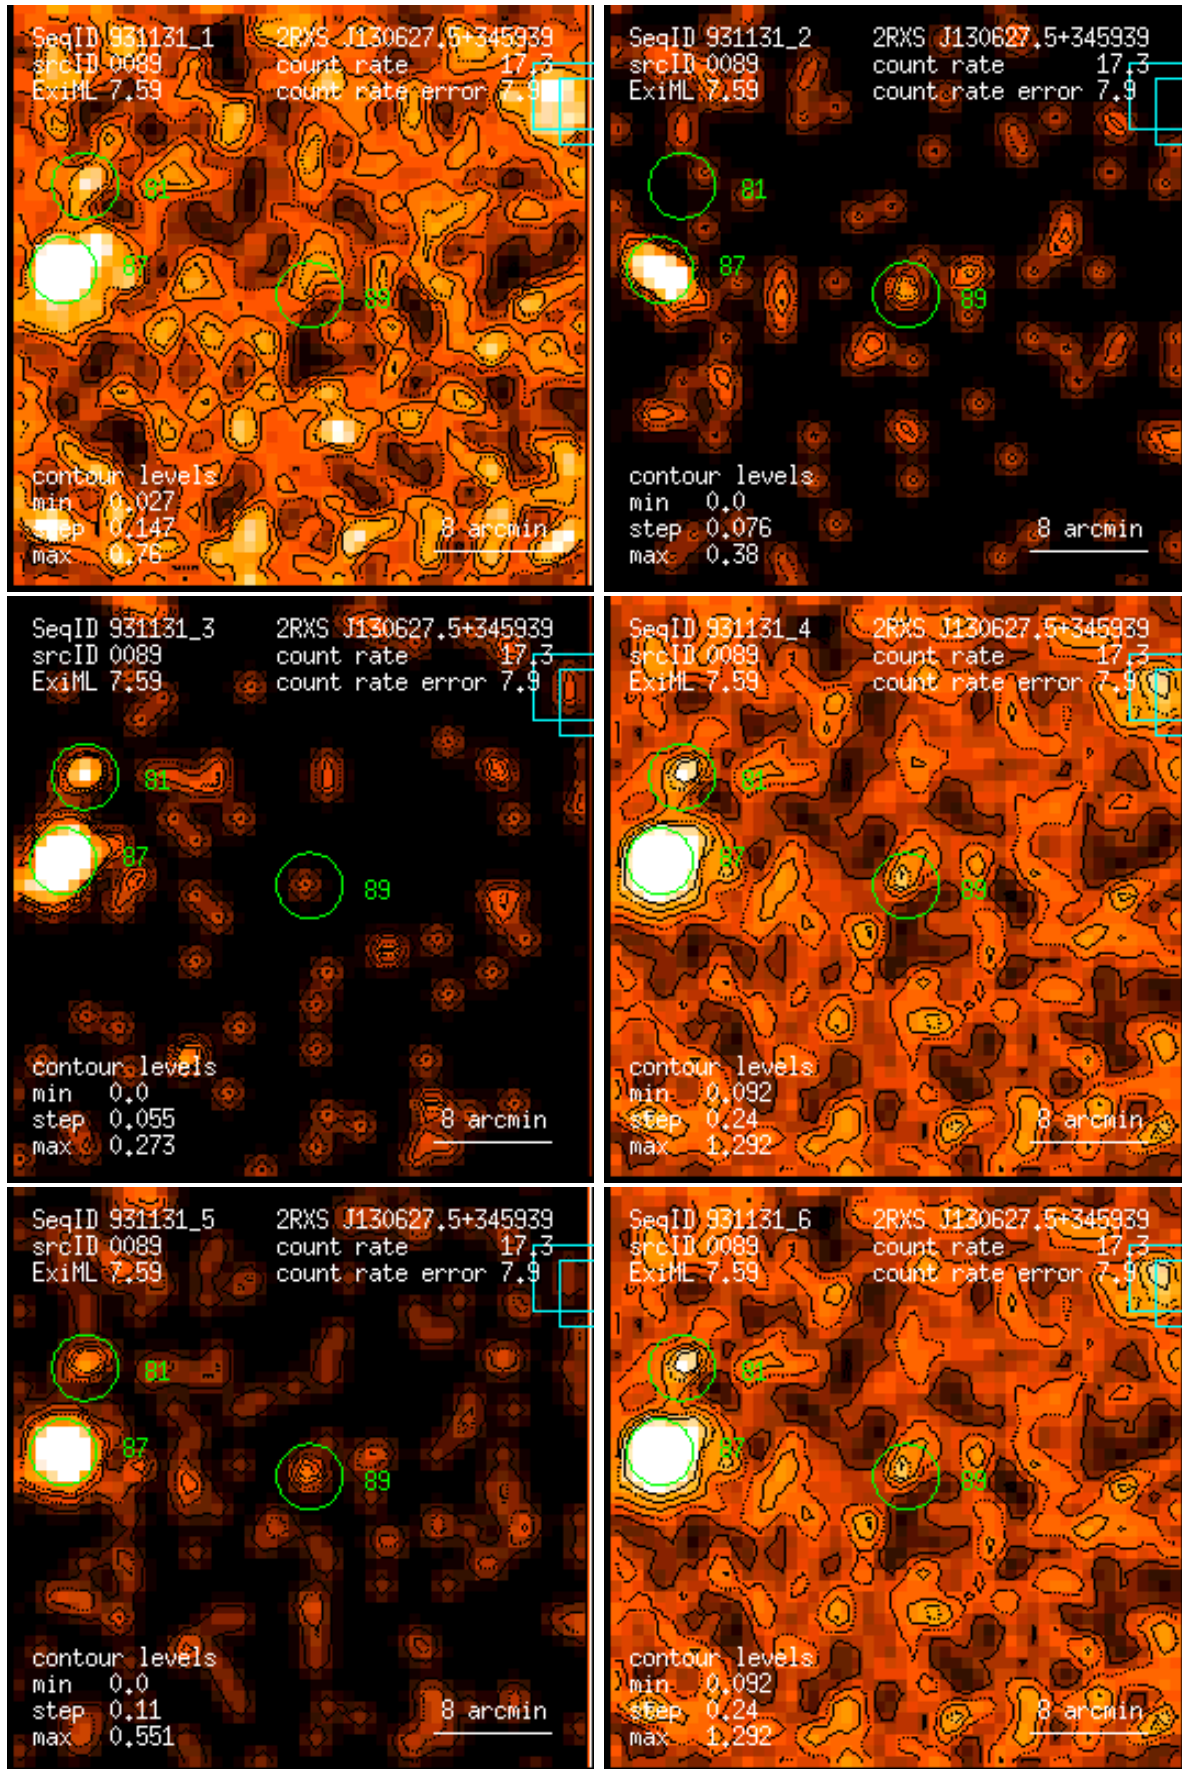 SeqID 931131_1 2RXS J130627.5+345939
srcID 0089 count rate 17.3
ExiML 7.59 count rate error 7.9
81
87
89
contour levels
min 0.027
step 0.147 8 arcmin
max 0.76
SeqID 931131_2 2RXS J130627.5+345939
srcID 0089 count rate 17.3
ExiML 7.59 count rate error 7.9
81
87
89
contour levels
min 0.0
step 0.076 8 arcmin
max 0.38
SeqID 931131_3 2RXS J130627.5+345939
srcID 0089 count rate 17.3
ExiML 7.59 count rate error 7.9
81
87
89
contour levels
min 0.0
step 0.055 8 arcmin
max 0.273
SeqID 931131_4 2RXS J130627.5+345939
srcID 0089 count rate 17.3
ExiML 7.59 count rate error 7.9
81
87
89
contour levels
min 0.092
step 0.24 8 arcmin
max 1.292
SeqID 931131_5 2RXS J130627.5+345939
srcID 0089 count rate 17.3
ExiML 7.59 count rate error 7.9
81
87
89
contour levels
min 0.0
step 0.11 8 arcmin
max 0.551
SeqID 931131_6 2RXS J130627.5+345939
srcID 0089 count rate 17.3
ExiML 7.59 count rate error 7.9
81
87
89
contour levels
min 0.092
step 0.24 8 arcmin
max 1.292